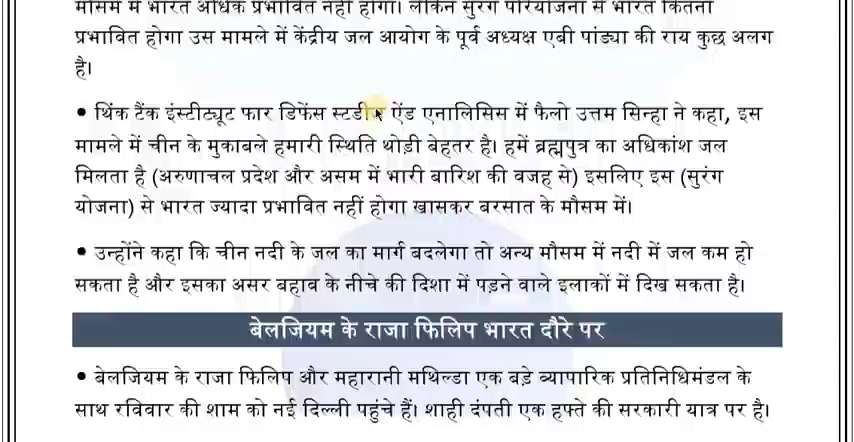 मौसम में भारत अधिक प्रभावित नहीं होगा। लेकिन सुरंग परियोजना से भारत कितना
प्रभावित होगा उस मामले में केंद्रीय जल आयोग के पूर्व अध्यक्ष एबी पांड्या की राय कुछ अलग
है।
• थिंक टैंक इंस्टीट्यूट फार डिफेंस स्टडीज ऐंड एनालिसिस में फैलो उत्तम सिन्हा ने कहा, इस
मामले में चीन के मुकाबले हमारी स्थिति थोड़ी बेहतर है। हमें ब्रह्मपुत्र का अधिकांश जल
मिलता है (अरुणाचल प्रदेश और असम में भारी बारिश की वजह से) इसलिए इस (सुरंग
योजना) से भारत ज्यादा प्रभावित नहीं होगा खासकर बरसात के मौसम में।
• उन्होंने कहा कि चीन नदी के जल का मार्ग बदलेगा तो अन्य मौसम में नदी में जल कम हो
सकता है और इसका असर बहाव के नीचे की दिशा में पड़ने वाले इलाकों में दिख सकता है।
बेलजियम के राजा फिलिप भारत दौरे पर
• बेलजियम के राजा फिलिप और महारानी मथिल्डा एक बड़े व्यापारिक प्रतिनिधिमंडल के
साथ रविवार की शाम को नई दिल्ली पहुंचे हैं। शाही दंपती एक हफ्ते की सरकारी यात्र पर है।